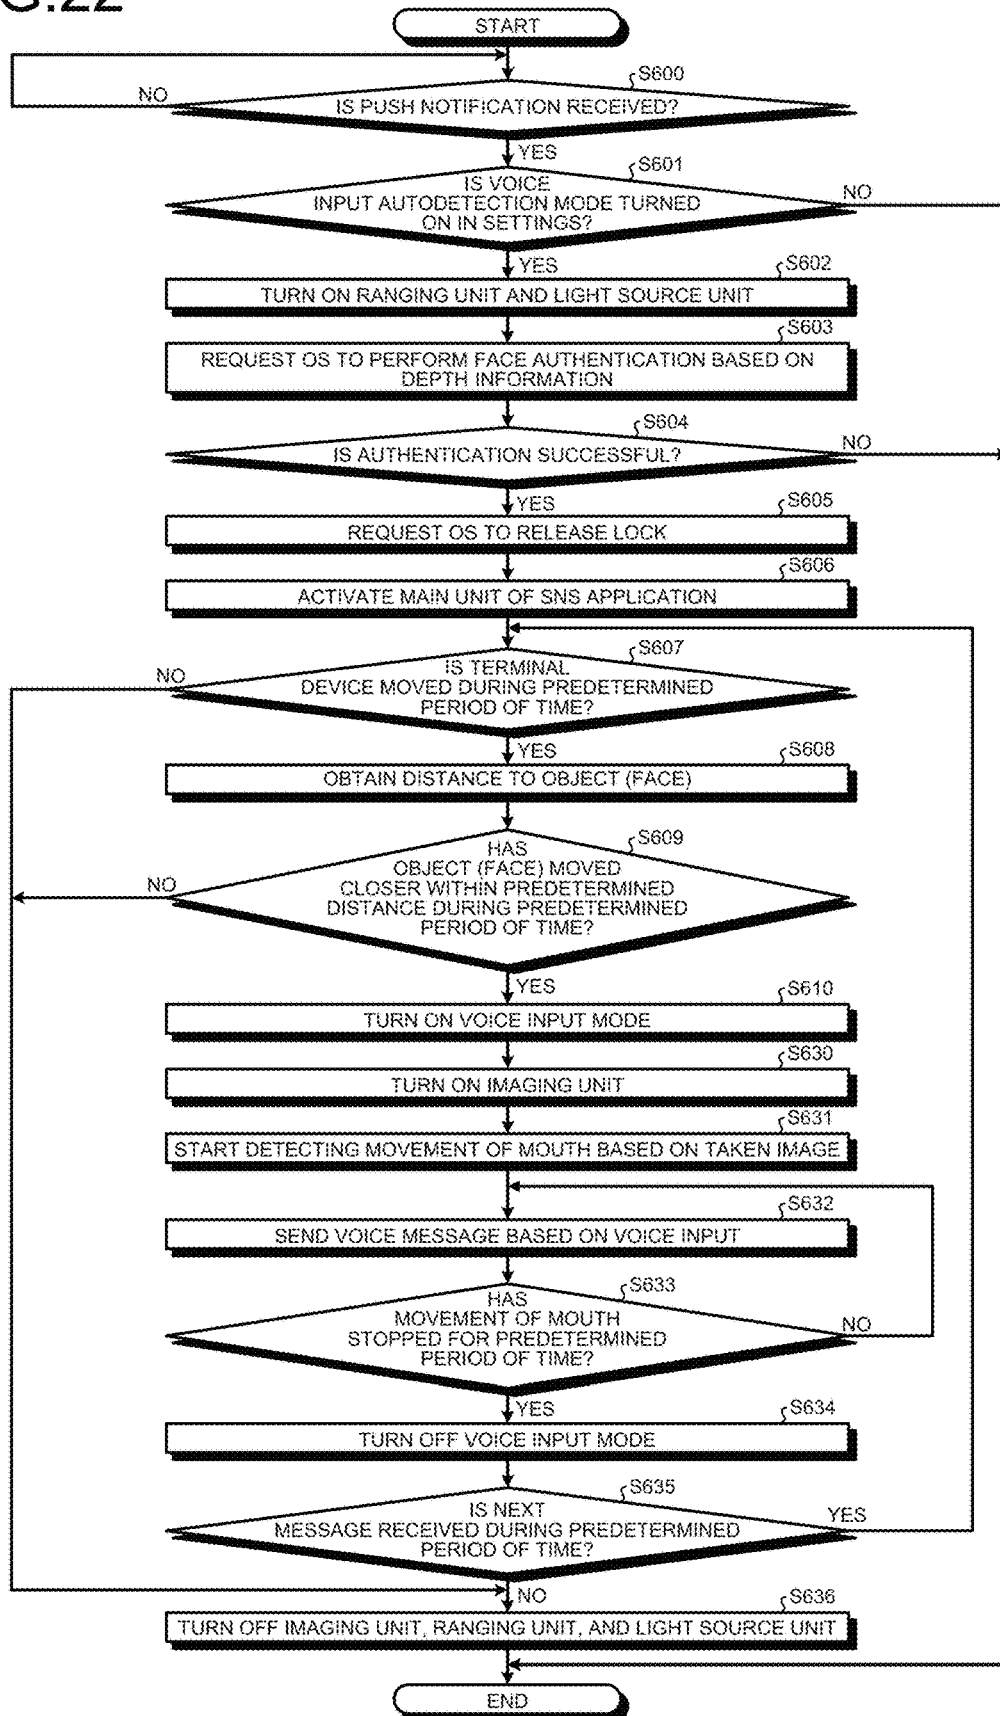 G.22
START
S600
NO
IS PUSH NOTIFICATION RECEIVED?
YES
S601
IS VOICE
INPUT AUTODETECTION MODE TURNED
ON IN SETTINGS?
NO
YES
S602
TURN ON RANGING UNIT AND LIGHT SOURCE UNIT
S603
REQUEST OS TO PERFORM FACE AUTHENTICATION BASED ON
DEPTH INFORMATION
S604
IS AUTHENTICATION SUCCESSFUL?
NO
YES
S605
REQUEST OS TO RELEASE LOCK
S606
ACTIVATE MAIN UNIT OF SNS APPLICATION
S607
NO
IS TERMINAL
DEVICE MOVED DURING PREDETERMINED
PERIOD OF TIME?
YES
S608
OBTAIN DISTANCE TO OBJECT (FACE)
S609
NO
HAS
OBJECT (FACE) MOVED
CLOSER WITHIN PREDETERMINED
DISTANCE DURING PREDETERMINED
PERIOD OF TIME?
YES
S610
TURN ON VOICE INPUT MODE
S630
TURN ON IMAGING UNIT
S631
START DETECTING MOVEMENT OF MOUTH BASED ON TAKEN IMAGE
S632
SEND VOICE MESSAGE BASED ON VOICE INPUT
S633
HAS
MOVEMENT OF MOUTH
STOPPED FOR PREDETERMINED
PERIOD OF TIME?
NO
YES
S634
TURN OFF VOICE INPUT MODE
S635
IS NEXT
MESSAGE RECEIVED DURING PREDETERMINED
PERIOD OF TIME?
YES
NO
S636
TURN OFF IMAGING UNIT, RANGING UNIT, AND LIGHT SOURCE UNIT
END